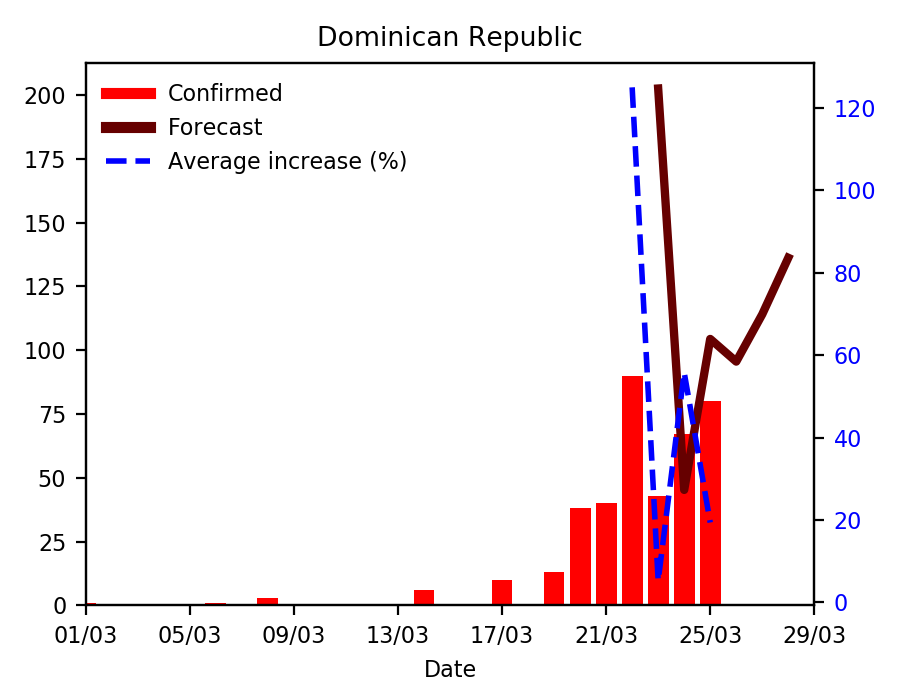 Dominican Republic
Confirmed
Forecast
Average increase (%)
200
175
150
125
100
75
50
25
0
120
100
80
60
40
20
0
01/03 05/03 09/03 13/03 17/03 21/03 25/03 29/03
Date